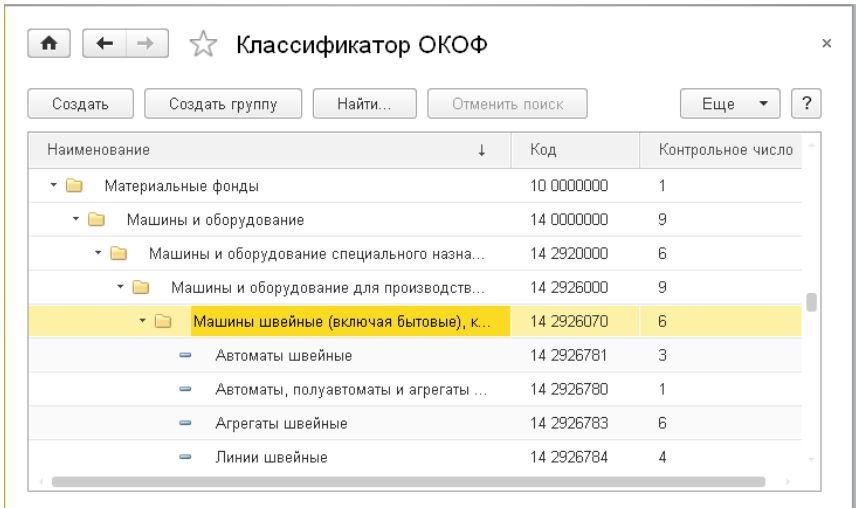 Классификатор ОКОФ ×
Создать Создать группу Найти... Отменить поиск Еще ?
Наименование ↓ Код Контрольное число
Материальные фонды 10 0000000 1
Машины и оборудование 14 0000000 9
Машины и оборудование специального назна... 14 2920000 6
Машины и оборудование для производств... 14 2926000 9
Машины швейные (включая бытовые), к... 14 2926070 6
Автоматы швейные 14 2926781 3
Автоматы, полуавтоматы и агрегаты ... 14 2926780 1
Агрегаты швейные 14 2926783 6
Линии швейные 14 2926784 4